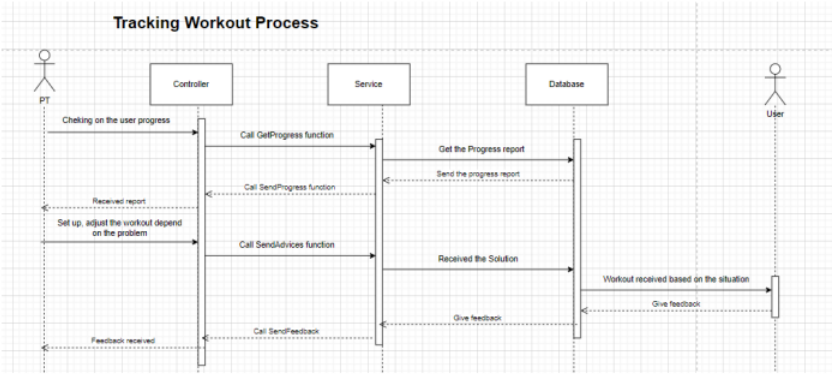 Tracking Workout Process
Controller
Service
Database
PT
User
Cheking on the user progress
Call GetProgress function
Get the Progress report
Send the progress report
Call SendProgress function
Received report
Set up, adjust the workout depend
on the problem
Call SendAdvices function
Received the Solution
Workout received based on the situation
Give feedback
Give feedback
Call SendFeedback
Feedback received